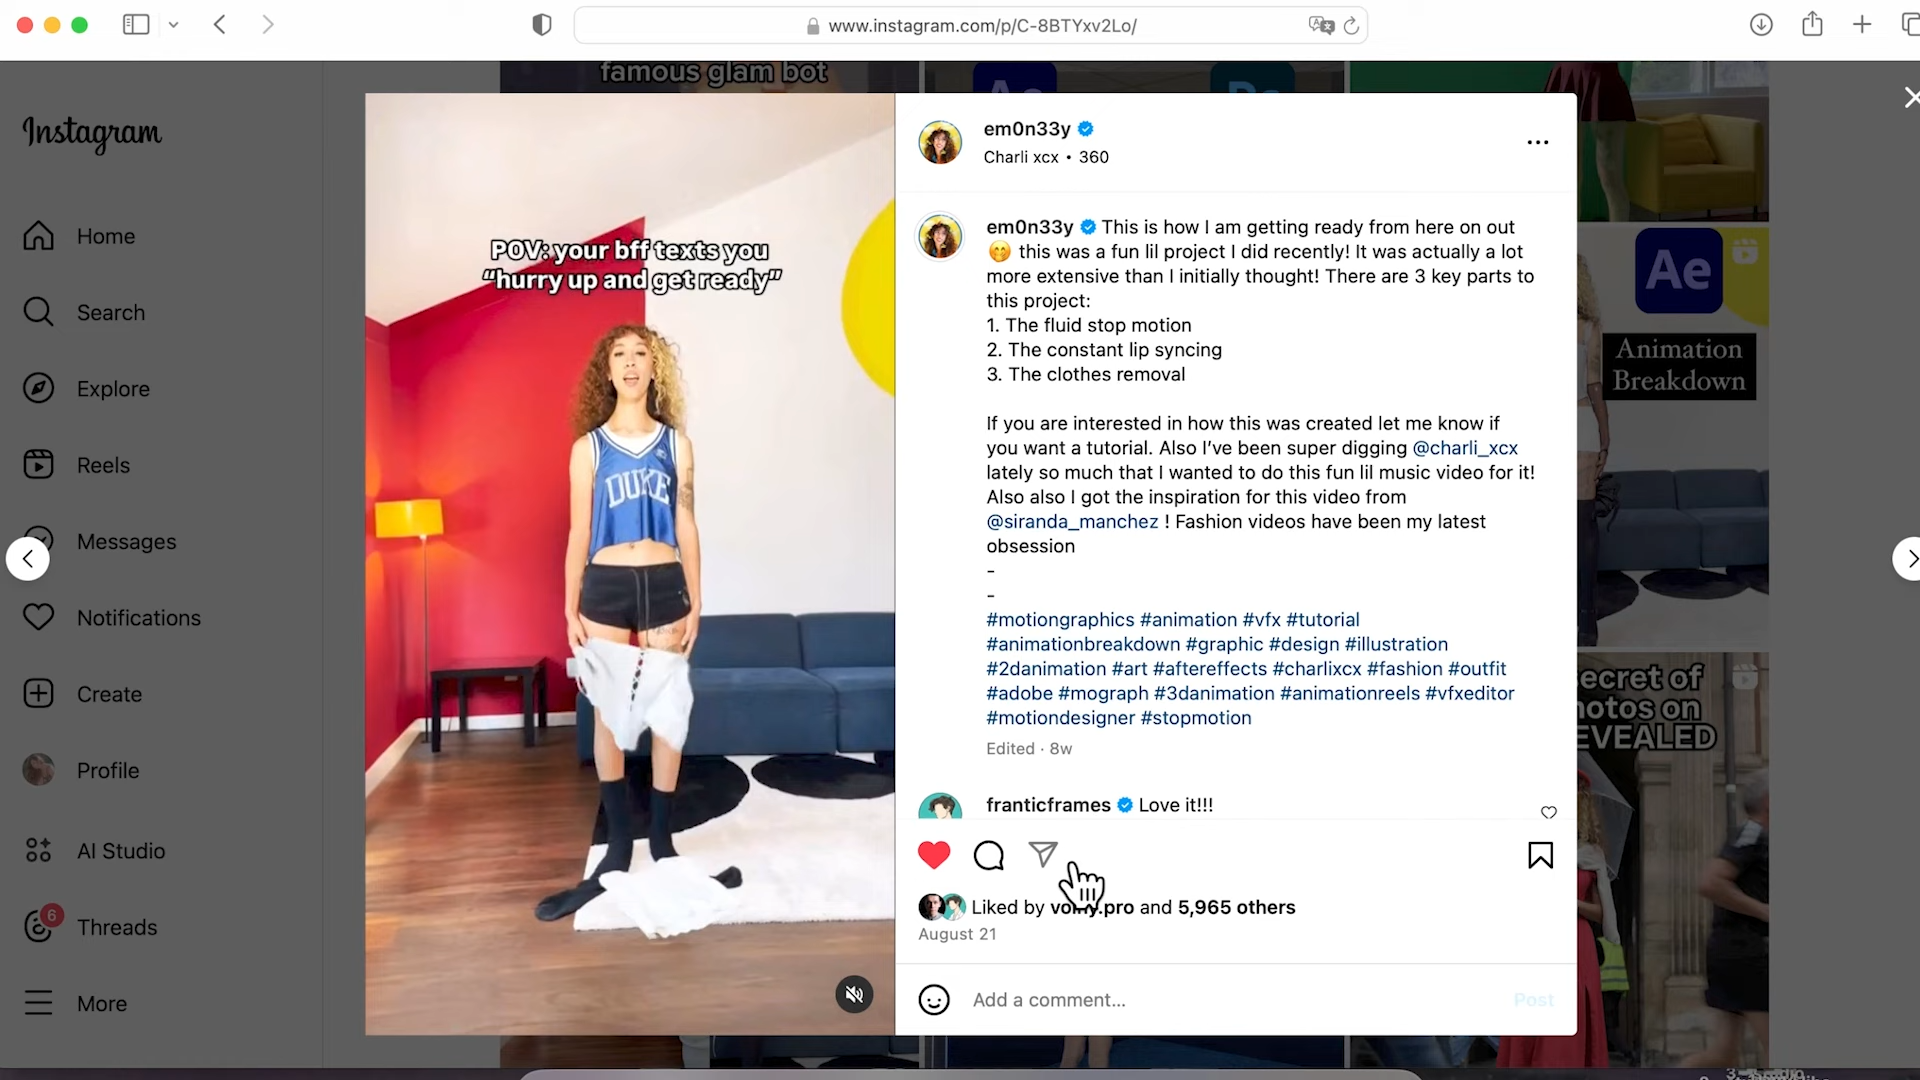 www.instagram.com/p/C-8BTYxv2Lo/
famous glam bot
Ae
Instagram
Home
Search
Explore
Reels
Messages
Notifications
Create
Profile
AI Studio
6
Threads
More
POV: your bff texts you
“hurry up and get ready”
DUKE
em0n33y
Charli xcx • 360
em0n33y This is how I am getting ready from here on out
🤭 this was a fun lil project I did recently! It was actually a lot
more extensive than I initially thought! There are 3 key parts to
this project:
1. The fluid stop motion
2. The constant lip syncing
3. The clothes removal
If you are interested in how this was created let me know if
you want a tutorial. Also I’ve been super digging @charli_xcx
lately so much that I wanted to do this fun lil music video for it!
Also also I got the inspiration for this video from
@siranda_manchez ! Fashion videos have been my latest
obsession
-
-
#motiongraphics #animation #vfx #tutorial
#animationbreakdown #graphic #design #illustration
#2danimation #art #aftereffects #charlixcx #fashion #outfit
#adobe #mograph #3danimation #animationreels #vfxeditor
#motiondesigner #stopmotion
Edited · 8w
franticframes Love it!!!
Liked by and 5,965 others
August 21
Add a comment...
Post
Ae
Animation
Breakdown
ecret of
hotos on
EVEALED